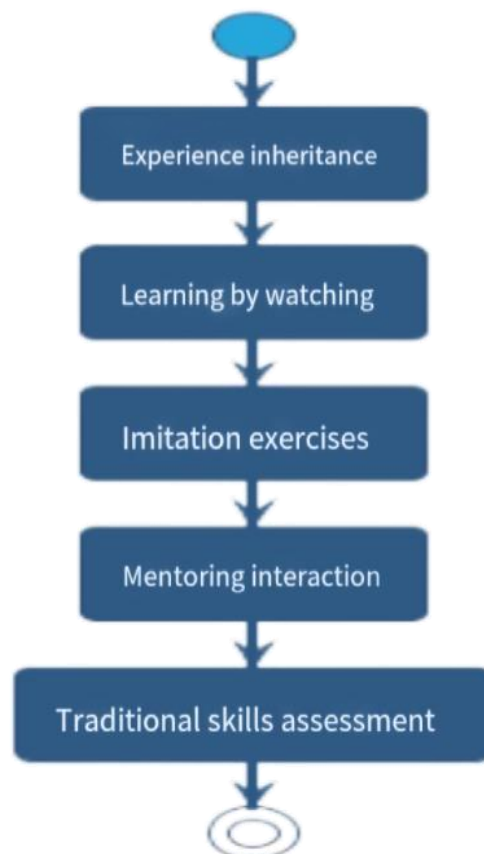 Experience inheritance
Learning by watching
Imitation exercises
Mentoring interaction
Traditional skills assessment